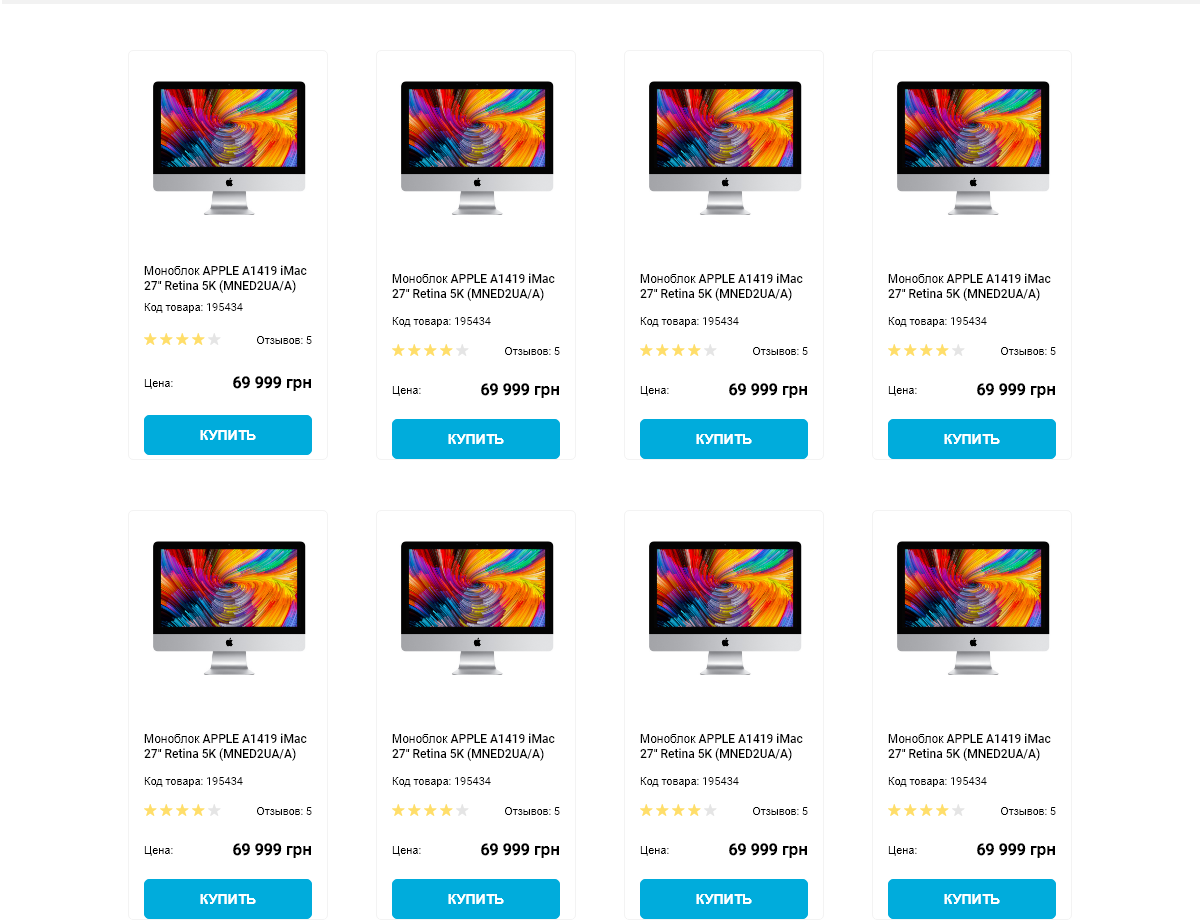 Моноблок APPLE A1419 iMac
27" Retina 5K (MNED2UA/A)
Код товара: 195434
Отзывов: 5
Цена: 69 999 грн
КУПИТЬ
Моноблок APPLE A1419 iMac
27" Retina 5K (MNED2UA/A)
Код товара: 195434
Отзывов: 5
Цена: 69 999 грн
КУПИТЬ
Моноблок APPLE A1419 iMac
27" Retina 5K (MNED2UA/A)
Код товара: 195434
Отзывов: 5
Цена: 69 999 грн
КУПИТЬ
Моноблок APPLE A1419 iMac
27" Retina 5K (MNED2UA/A)
Код товара: 195434
Отзывов: 5
Цена: 69 999 грн
КУПИТЬ
Моноблок APPLE A1419 iMac
27" Retina 5K (MNED2UA/A)
Код товара: 195434
Отзывов: 5
Цена: 69 999 грн
КУПИТЬ
Моноблок APPLE A1419 iMac
27" Retina 5K (MNED2UA/A)
Код товара: 195434
Отзывов: 5
Цена: 69 999 грн
КУПИТЬ
Моноблок APPLE A1419 iMac
27" Retina 5K (MNED2UA/A)
Код товара: 195434
Отзывов: 5
Цена: 69 999 грн
КУПИТЬ
Моноблок APPLE A1419 iMac
27" Retina 5K (MNED2UA/A)
Код товара: 195434
Отзывов: 5
Цена: 69 999 грн
КУПИТЬ